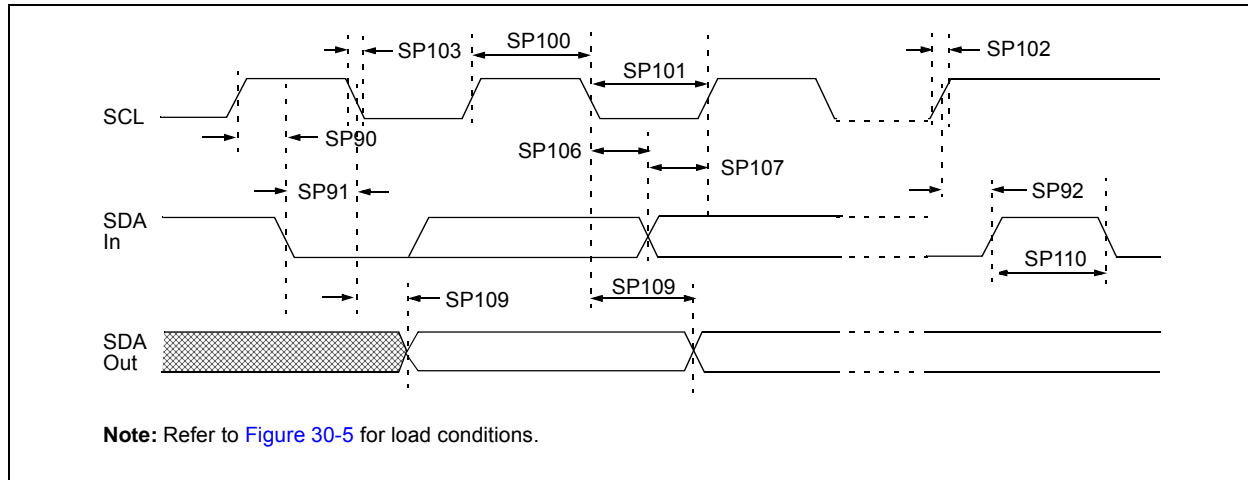 SP103
SP100
SP101
SP102
SCL
SP90
SP106
SP107
SP91
SP92
SDA
In
SP110
SP109
SP109
SDA
Out
Note: Refer to Figure 30-5 for load conditions.